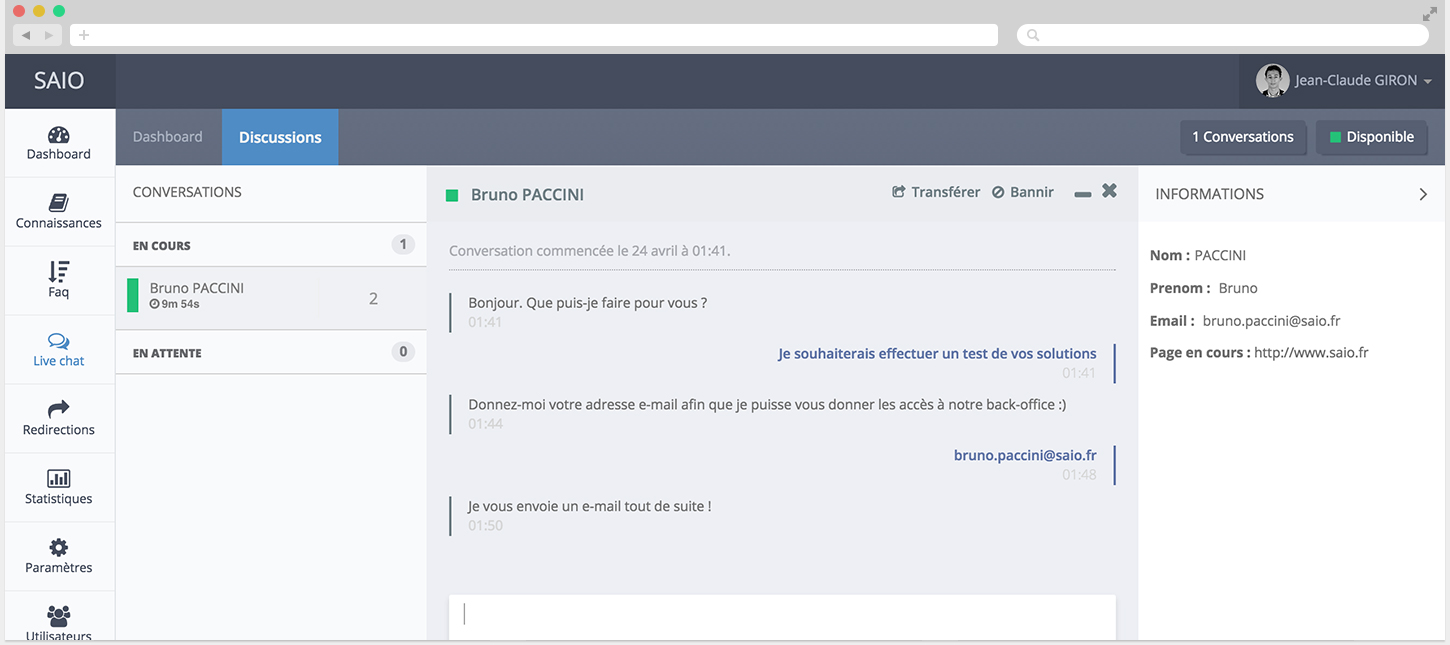 SAIO
Jean-Claude GIRON
Dashboard
Connaissances
Faq
Live chat
Redirections
Statistiques
Paramètres
Utilisateurs
Dashboard
Discussions
1 Conversations
Disponible
CONVERSATIONS
EN COURS
1
Bruno PACCINI
9m 54s
2
EN ATTENTE
0
Bruno PACCINI
Transférer
Bannir
Conversation commencée le 24 avril à 01:41.
Bonjour. Que puis-je faire pour vous ?
01:41
Je souhaiterais effectuer un test de vos solutions
01:41
Donnez-moi votre adresse e-mail afin que je puisse vous donner les accès à notre back-office :)
01:44
bruno.paccini@saio.fr
01:48
Je vous envoie un e-mail tout de suite !
01:50
INFORMATIONS
Nom : PACCINI
Prenom : Bruno
Email : bruno.paccini@saio.fr
Page en cours : http://www.saio.fr